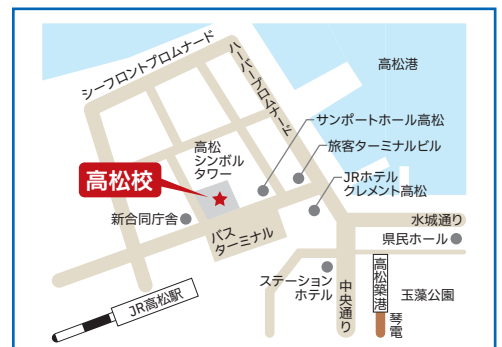 シーフロントプロムナード
ハーバープロムナード
高松港
サンポートホール高松
高松
シンボル
タワー
旅客ターミナルビル
高松校
JRホテル
クレメント高松
新合同庁舎
バス
ターミナル
水城通り
県民ホール
ステーション
ホテル
中央通り
高松築港
玉藻公園
琴電
JR高松駅